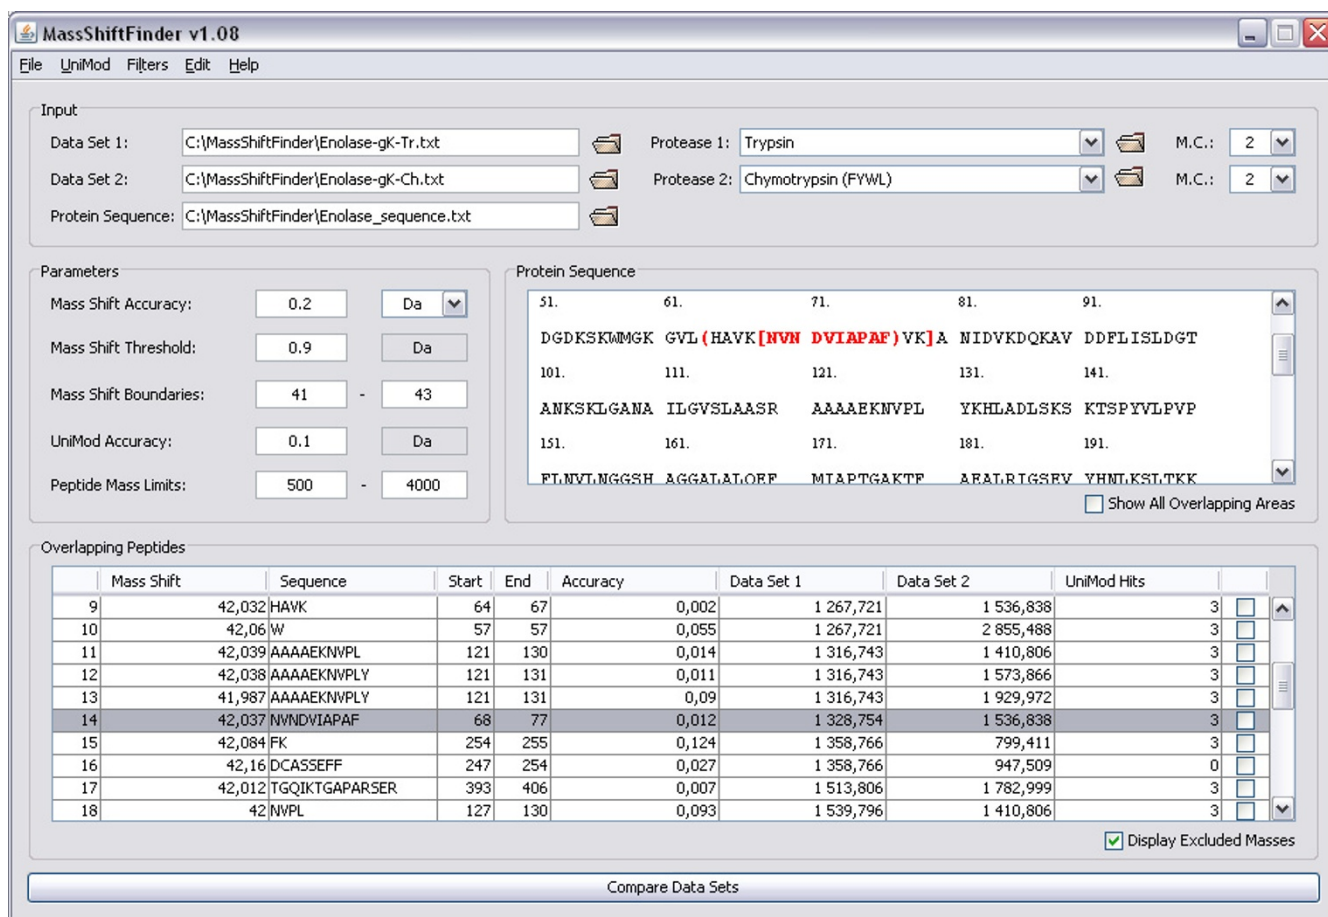 MassShiftFinder v1.08
File UniMod Filters Edit Help
Input
Data Set 1: C:\MassShiftFinder\Enolase-gK-Tr.txt Protease 1: Trypsin M.C.: 2
Data Set 2: C:\MassShiftFinder\Enolase-gK-Ch.txt Protease 2: Chymotrypsin (FYWL) M.C.: 2
Protein Sequence: C:\MassShiftFinder\Enolase_sequence.txt
Parameters
Mass Shift Accuracy: 0.2 Da
Mass Shift Threshold: 0.9 Da
Mass Shift Boundaries: 41 - 43
UniMod Accuracy: 0.1 Da
Peptide Mass Limits: 500 - 4000
Protein Sequence
51. 61. 71. 81. 91.
DGDKSKWMGK GVL(HAVK[NVN DVIAPAF)VK]A NIDVKDQKAV DDFLISLDGT
101. 111. 121. 131. 141.
ANKSKLGANA ILGVSLAASR AAAAEKNVPL YKHLADLSKS KTSPYVLPVP
151. 161. 171. 181. 191.
FLNVLNGGSH AGGALALQEF MIAPTGAKTF AEALRIGSEV YHNLKSLTKK
Show All Overlapping Areas
Overlapping Peptides
Mass Shift Sequence Start End Accuracy Data Set 1 Data Set 2 UniMod Hits
9 42,032 HAVK 64 67 0,002 1 267,721 1 536,838 3
10 42,06 W 57 57 0,055 1 267,721 2 855,488 3
11 42,039 AAAAEKNVPL 121 130 0,014 1 316,743 1 410,806 3
12 42,038 AAAAEKNVPLY 121 131 0,011 1 316,743 1 573,866 3
13 41,987 AAAAEKNVPLY 121 131 0,09 1 316,743 1 929,972 3
14 42,037 NVNDVIAPAF 68 77 0,012 1 328,754 1 536,838 3
15 42,084 FK 254 255 0,124 1 358,766 799,411 3
16 42,16 DCASSEFF 247 254 0,027 1 358,766 947,509 0
17 42,012 TGQIKTGAPARSER 393 406 0,007 1 513,806 1 782,999 3
18 42 NVPL 127 130 0,093 1 539,796 1 410,806 3
Display Excluded Masses
Compare Data Sets